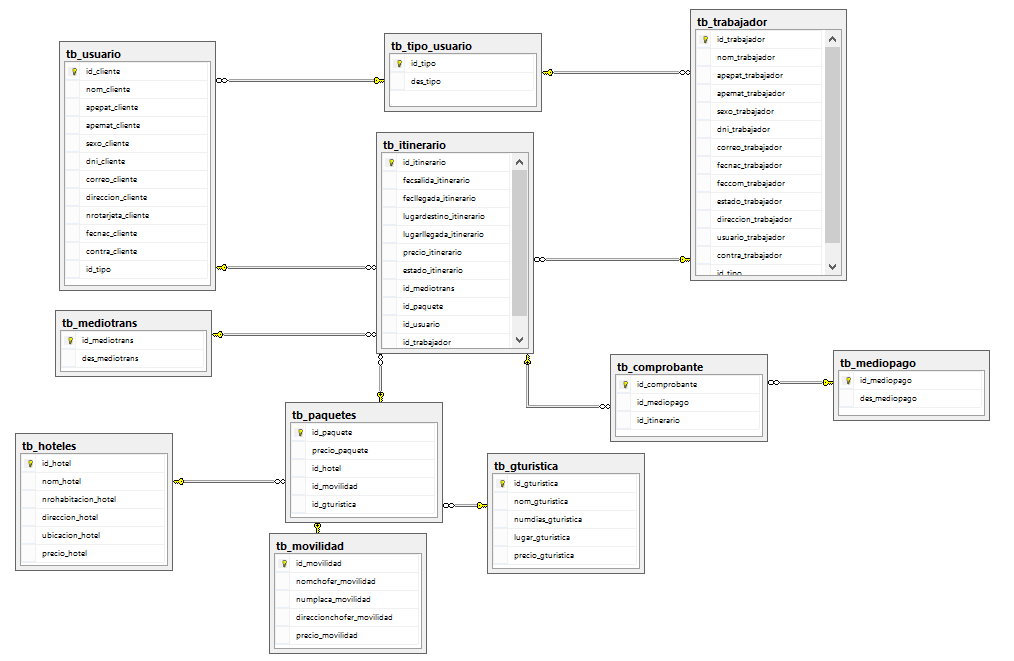 tb_usuario
id_cliente
nom_cliente
apepat_cliente
apemat_cliente
sexo_cliente
dni_cliente
correo_cliente
direccion_cliente
nrotarjeta_cliente
fecnac_cliente
contra_cliente
id_tipo
tb_tipo_usuario
id_tipo
des_tipo
tb_trabajador
id_trabajador
nom_trabajador
apepat_trabajador
apemat_trabajador
sexo_trabajador
dni_trabajador
correo_trabajador
fecnac_trabajador
feccom_trabajador
estado_trabajador
direccion_trabajador
usuario_trabajador
contra_trabajador
id_tipo
tb_itinerario
id_itinerario
fecsalida_itinerario
fecllegada_itinerario
lugardestino_itinerario
lugarllegada_itinerario
precio_itinerario
estado_itinerario
id_mediotrans
id_paquete
id_usuario
id_trabajador
tb_mediotrans
id_mediotrans
des_mediotrans
tb_comprobante
id_comprobante
id_mediopago
id_itinerario
tb_mediopago
id_mediopago
des_mediopago
tb_paquetes
id_paquete
precio_paquete
id_hotel
id_movilidad
id_gturistica
tb_hoteles
id_hotel
nom_hotel
nrohabitacion_hotel
direccion_hotel
ubicacion_hotel
precio_hotel
tb_gturistica
id_gturistica
nom_gturistica
numdias_gturistica
lugar_gturistica
precio_gturistica
tb_movilidad
id_movilidad
nomchofer_movilidad
numplaca_movilidad
direccionchofer_movilidad
precio_movilidad